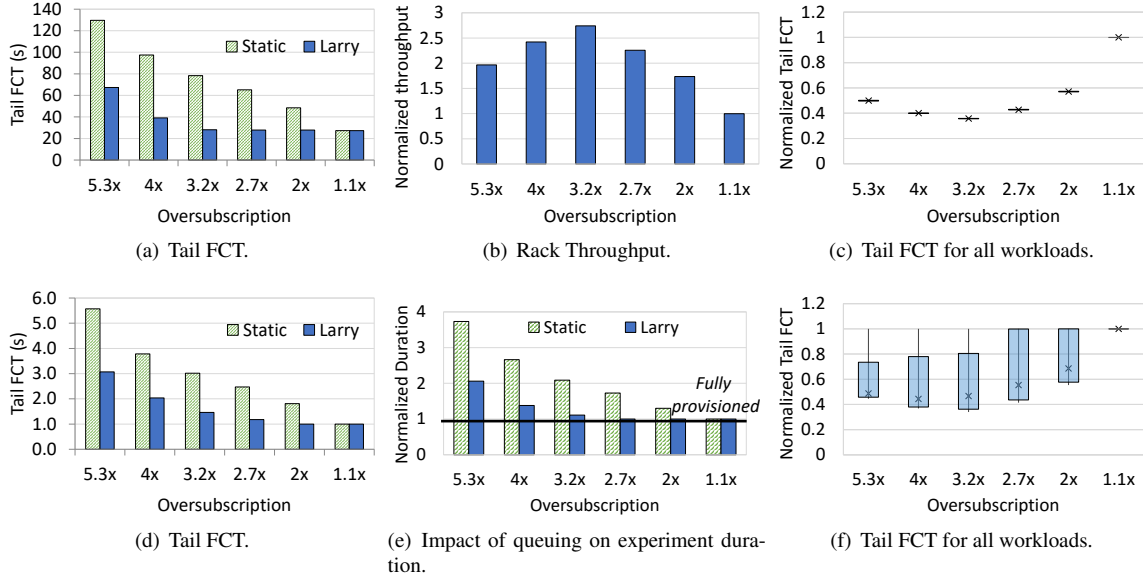 Tail FCT (s)
140
120
100
80
60
40
20
0
Static
Larry
5.3x 4x 3.2x 2.7x 2x 1.1x
Oversubscription
(a) Tail FCT.
Normalized throughput
3
2.5
2
1.5
1
0.5
0
5.3x 4x 3.2x 2.7x 2x 1.1x
Oversubscription
(b) Rack Throughput.
Normalized Tail FCT
1.2
1
0.8
0.6
0.4
0.2
0
5.3x 4x 3.2x 2.7x 2x 1.1x
Oversubscription
(c) Tail FCT for all workloads.
Tail FCT (s)
6.0
5.0
4.0
3.0
2.0
1.0
0.0
Static
Larry
5.3x 4x 3.2x 2.7x 2x 1.1x
Oversubscription
(d) Tail FCT.
Normalized Duration
4
3
2
1
0
Static
Larry
Fully
provisioned
5.3x 4x 3.2x 2.7x 2x 1.1x
Oversubscription
(e) Impact of queuing on experiment dura-
tion.
Normalized Tail FCT
1.2
1
0.8
0.6
0.4
0.2
0
5.3x 4x 3.2x 2.7x 2x 1.1x
Oversubscription
(f) Tail FCT for all workloads.